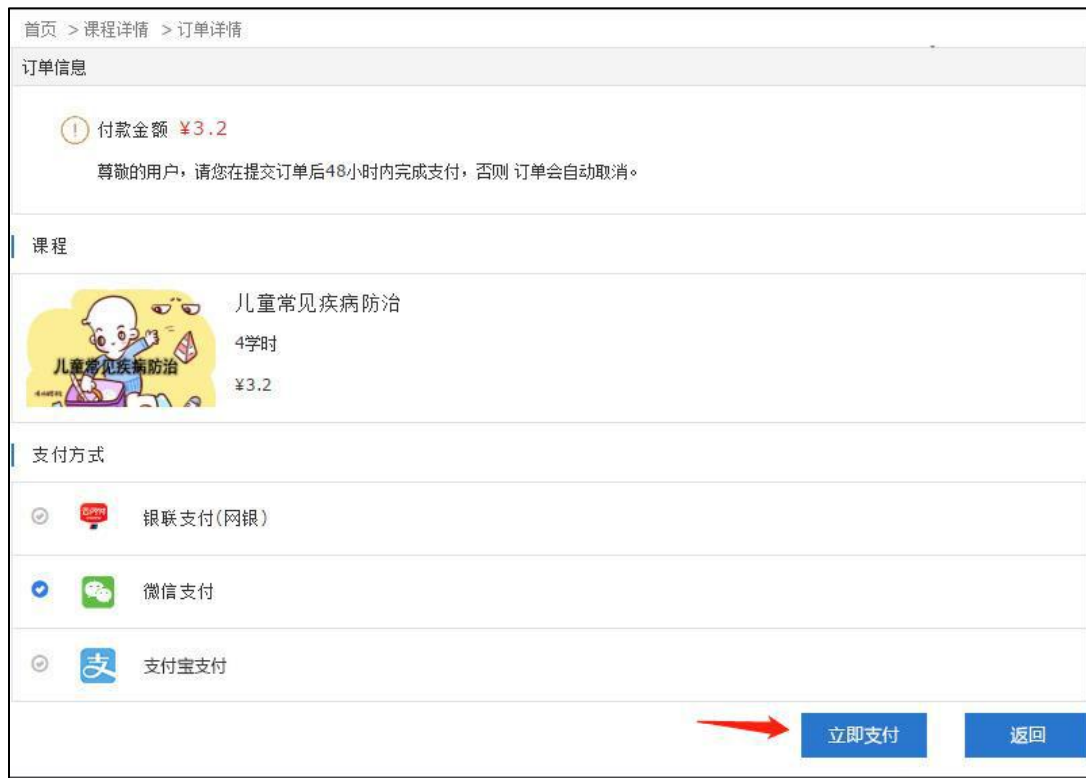 首页 >课程详情 >订单详情
订单信息
付款金额 ¥3.2
尊敬的用户，请您在提交订单后48小时内完成支付，否则 订单会自动取消。
课程
儿童常见疾病防治
儿童常见疾病防治
4学时
¥3.2
支付方式
银联支付(网银)
微信支付
支
支付宝支付
立即支付
返回